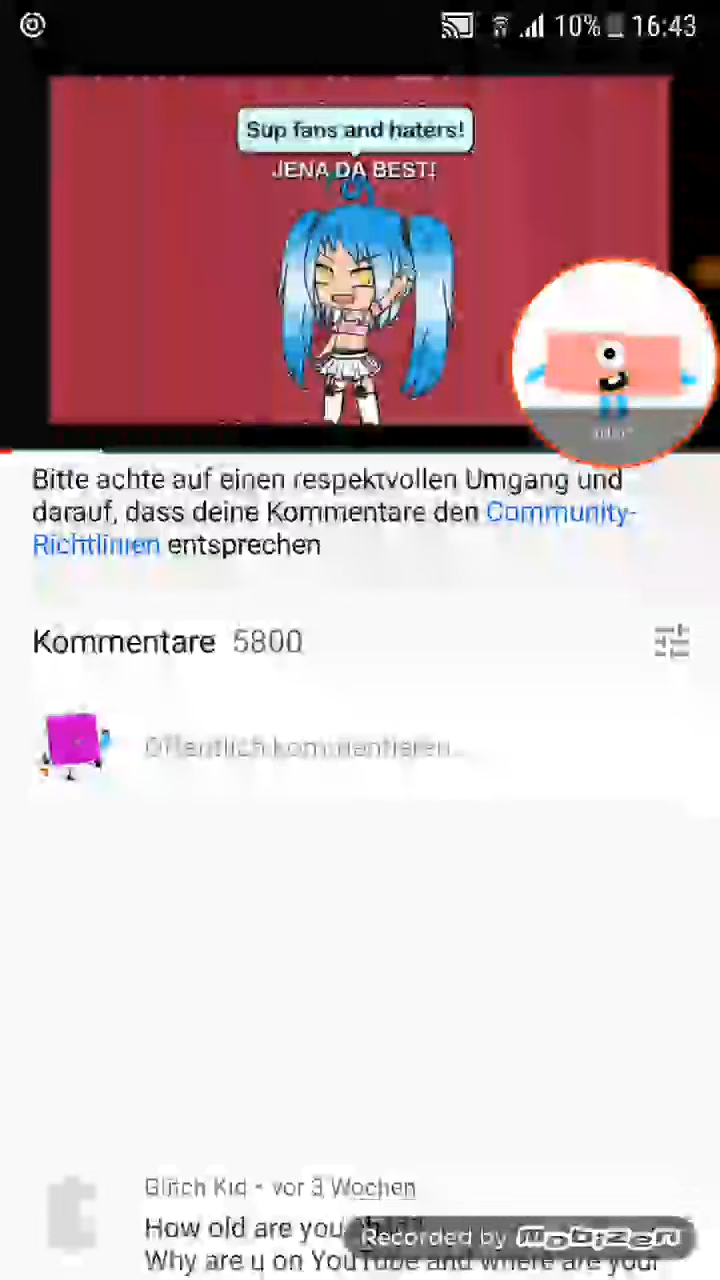 10% 16:43
Sup fans and haters!
JENA DA BEST!
Bitte achte auf einen respektvollen Umgang und
darauf, dass deine Kommentare den Community-
Richtlinien entsprechen
Kommentare 5800
Öffentlich kommentieren...
Glitch Kid • vor 3 Wochen
How old are you
Recorded by mobizen
Why are u on YouTube and where are your